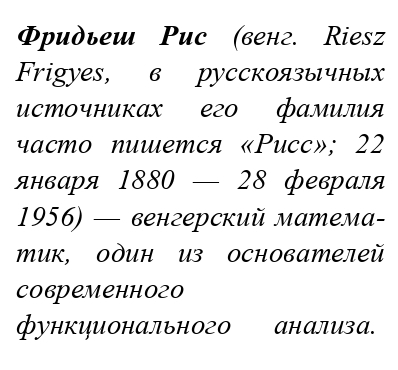 Фридьеш Рис (венг. Riesz
Frigyes, в русскоязычных
источниках его фамилия
часто пишется «Рисс»; 22
января 1880 — 28 февраля
1956) — венгерский матема-
тик, один из основателей
современного
функционального анализа.